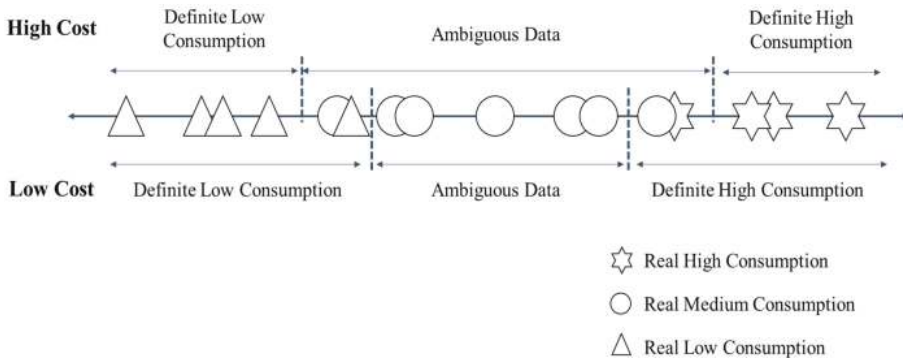 High Cost
Definite Low
Consumption
Ambiguous Data
Definite High
Consumption
Low Cost
Definite Low Consumption
Ambiguous Data
Definite High Consumption
Real High Consumption
Real Medium Consumption
Real Low Consumption